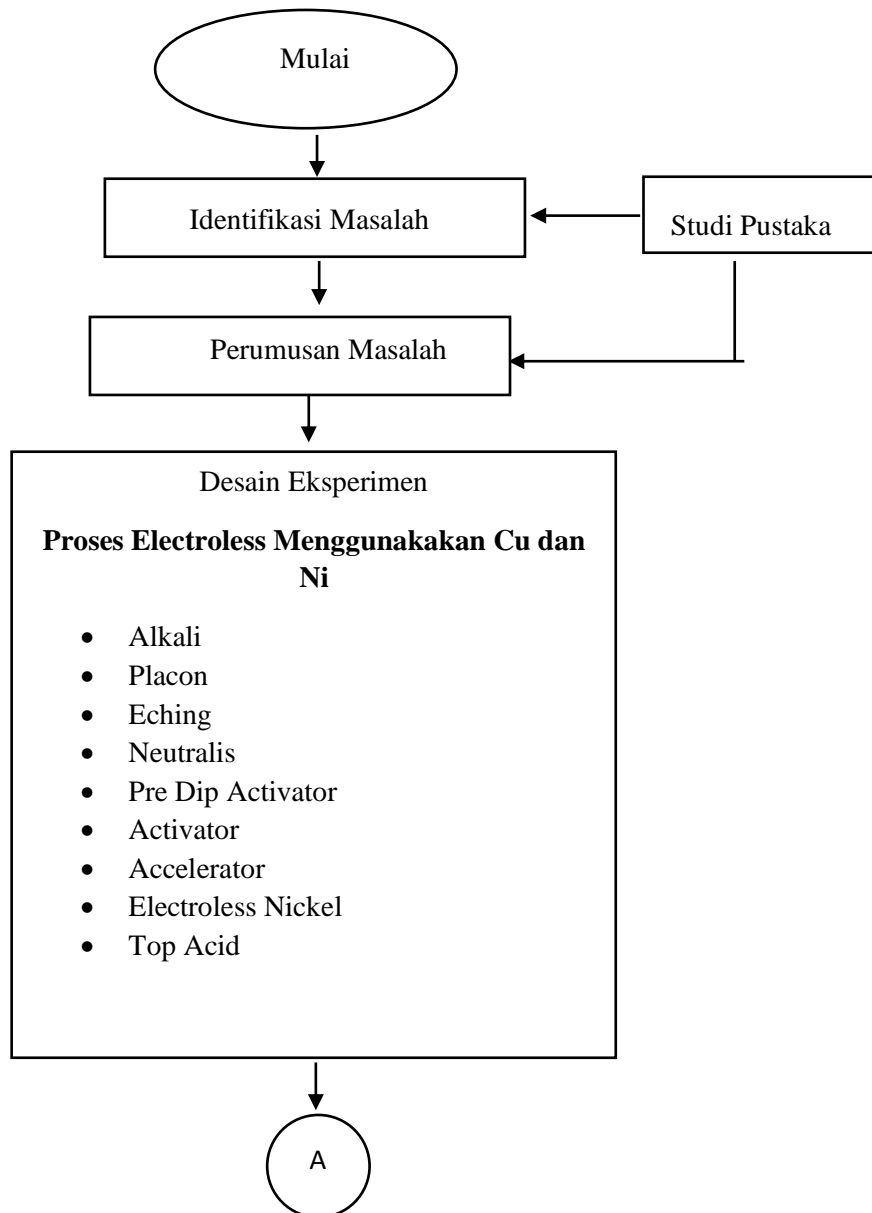 Mulai
Identifikasi Masalah
Studi Pustaka
Perumusan Masalah
Desain Eksperimen
Proses Electroless Menggunakakan Cu dan
Ni
• Alkali
• Placon
• Eching
• Neutralis
• Pre Dip Activator
• Activator
• Accelerator
• Electroless Nickel
• Top Acid
A